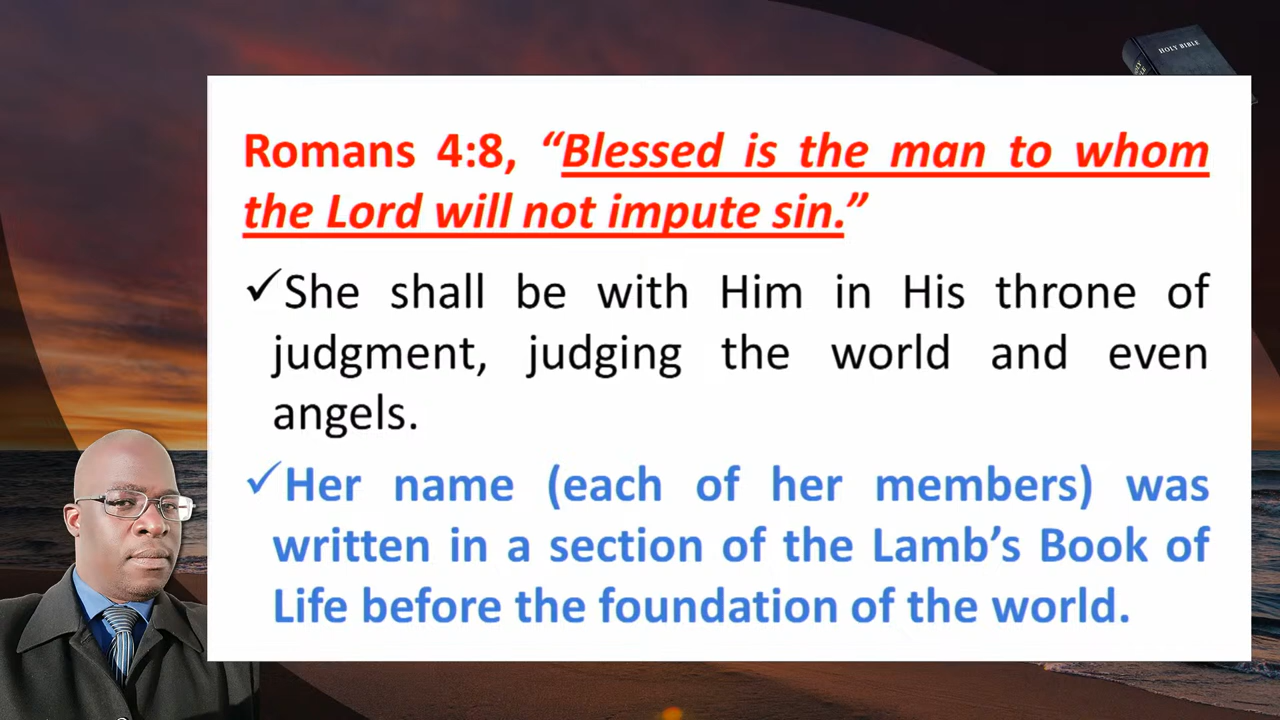 HOLY BIBLE
Romans 4:8, “Blessed is the man to whom
the Lord will not impute sin.”
✓She shall be with Him in His throne of
judgment, judging the world and even
angels.
✓Her name (each of her members) was
written in a section of the Lamb’s Book of
Life before the foundation of the world.